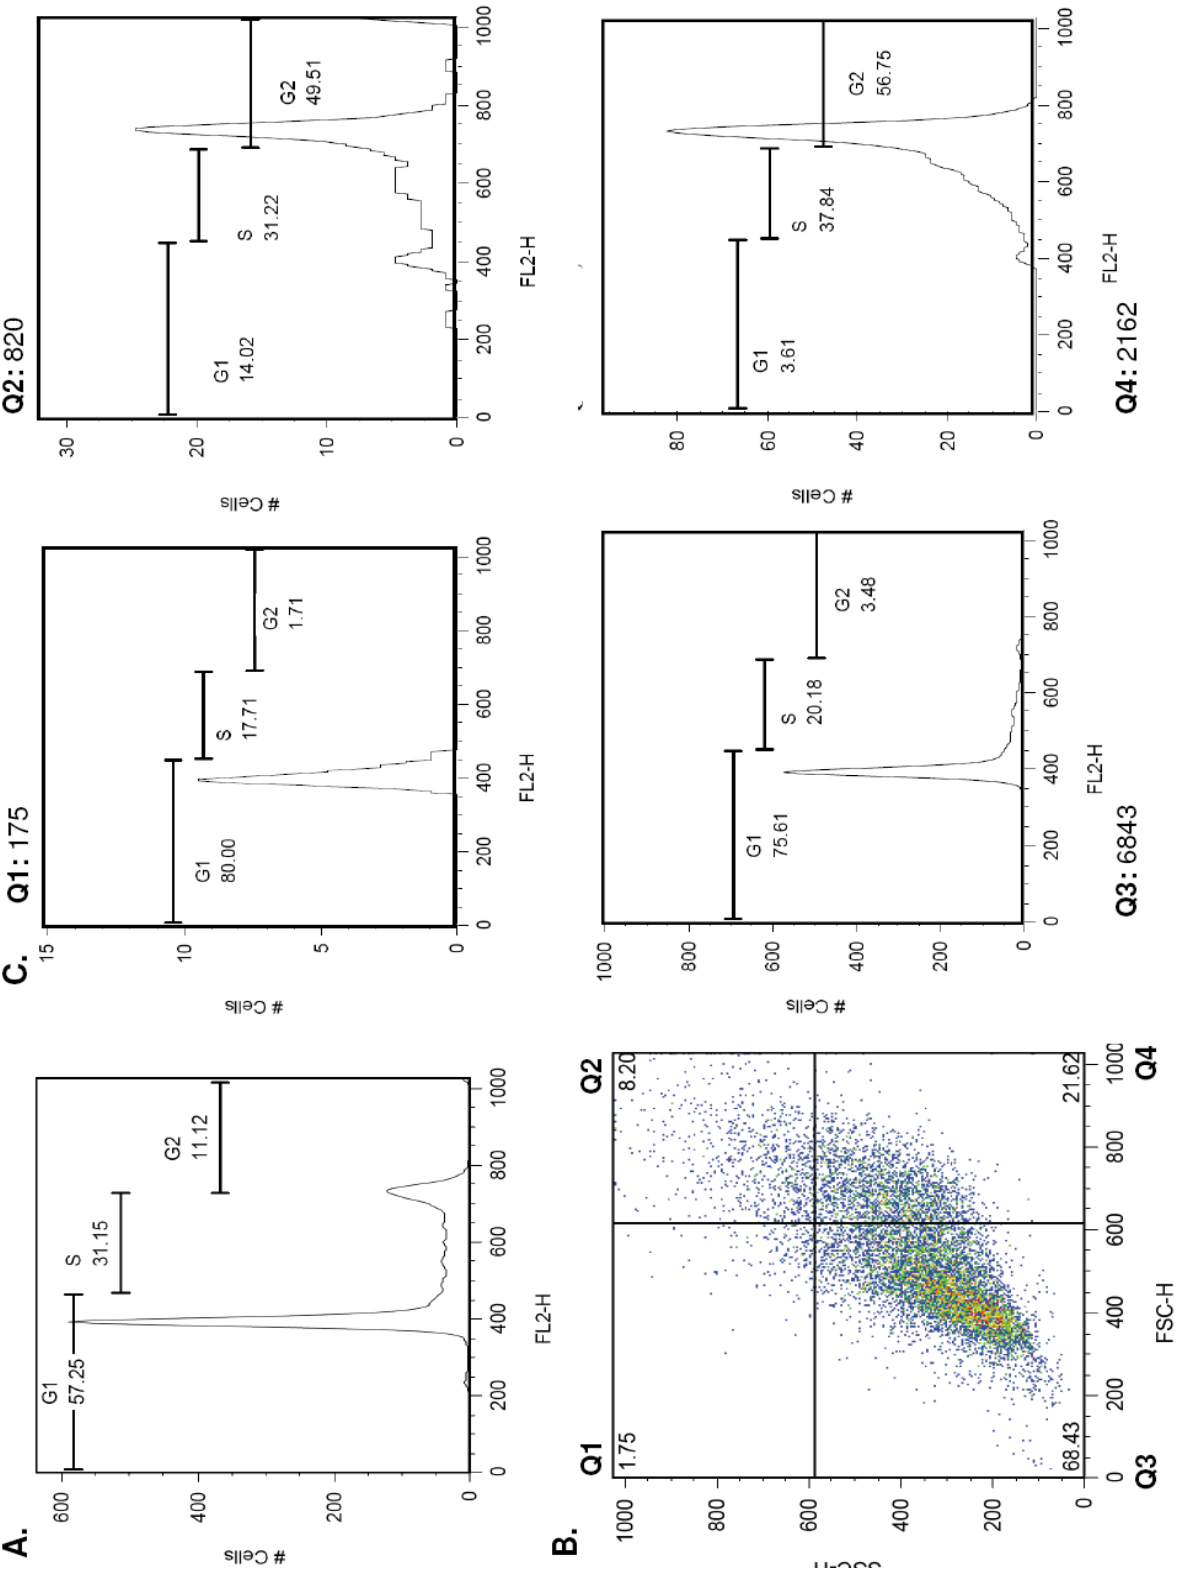 A.
# Cells
600
400
200
0
G1
57.25
S
31.15
G2
11.12
0 200 400 600 800 1000
FL2-H
B.
Q1
Q2
1.75
8.20
1000
800
600
400
200
0
68.43
21.62
0 200 400 600 800 1000
Q3
FSC-H
Q4
C.
Q1: 175
# Cells
15
10
5
0
G1
80.00
S
17.71
G2
1.71
0 200 400 600 800 1000
FL2-H
Q2: 820
# Cells
30
20
10
0
G1
14.02
S
31.22
G2
49.51
0 200 400 600 800 1000
FL2-H
# Cells
1000
800
600
400
200
0
G1
75.61
S
20.18
G2
3.48
0 200 400 600 800 1000
FL2-H
Q3: 6843
# Cells
80
60
40
20
0
G1
3.61
S
37.84
G2
56.75
0 200 400 600 800 1000
FL2-H
Q4: 2162